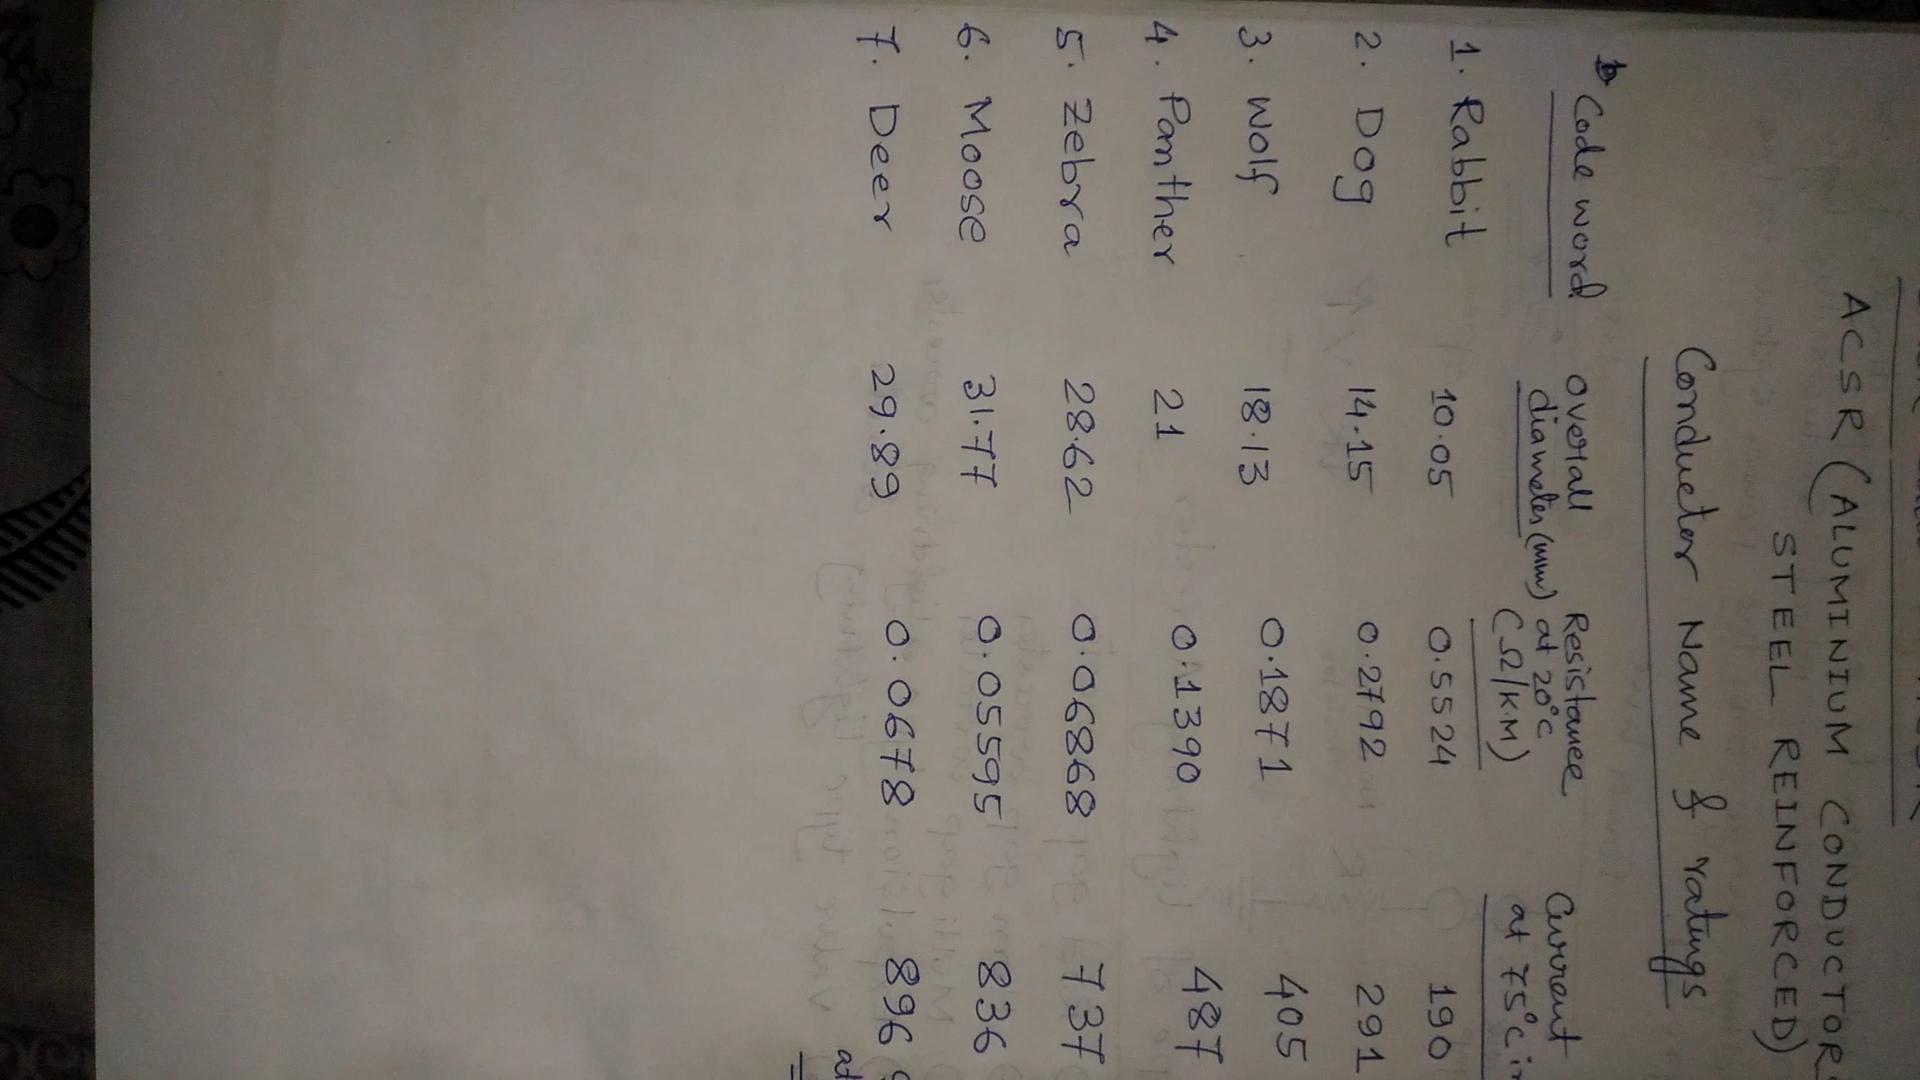 ACSR (ALUMINIUM CONDUCTOR
STEEL REINFORCED)
Conductor Name & ratings
Code word Overall diameter (mm) Resistance at 20°C (Ω/K.M) Current at 75°C in
1. Rabbit 10.05 0.5524 190
2. Dog 14.15 0.2792 291
3. Wolf 18.13 0.1871 405
4. Panther 21 0.1390 487
5. Zebra 28.62 0.06868 737
6. Moose 31.77 0.05595 836
7. Deer 29.89 0.0678 896
at